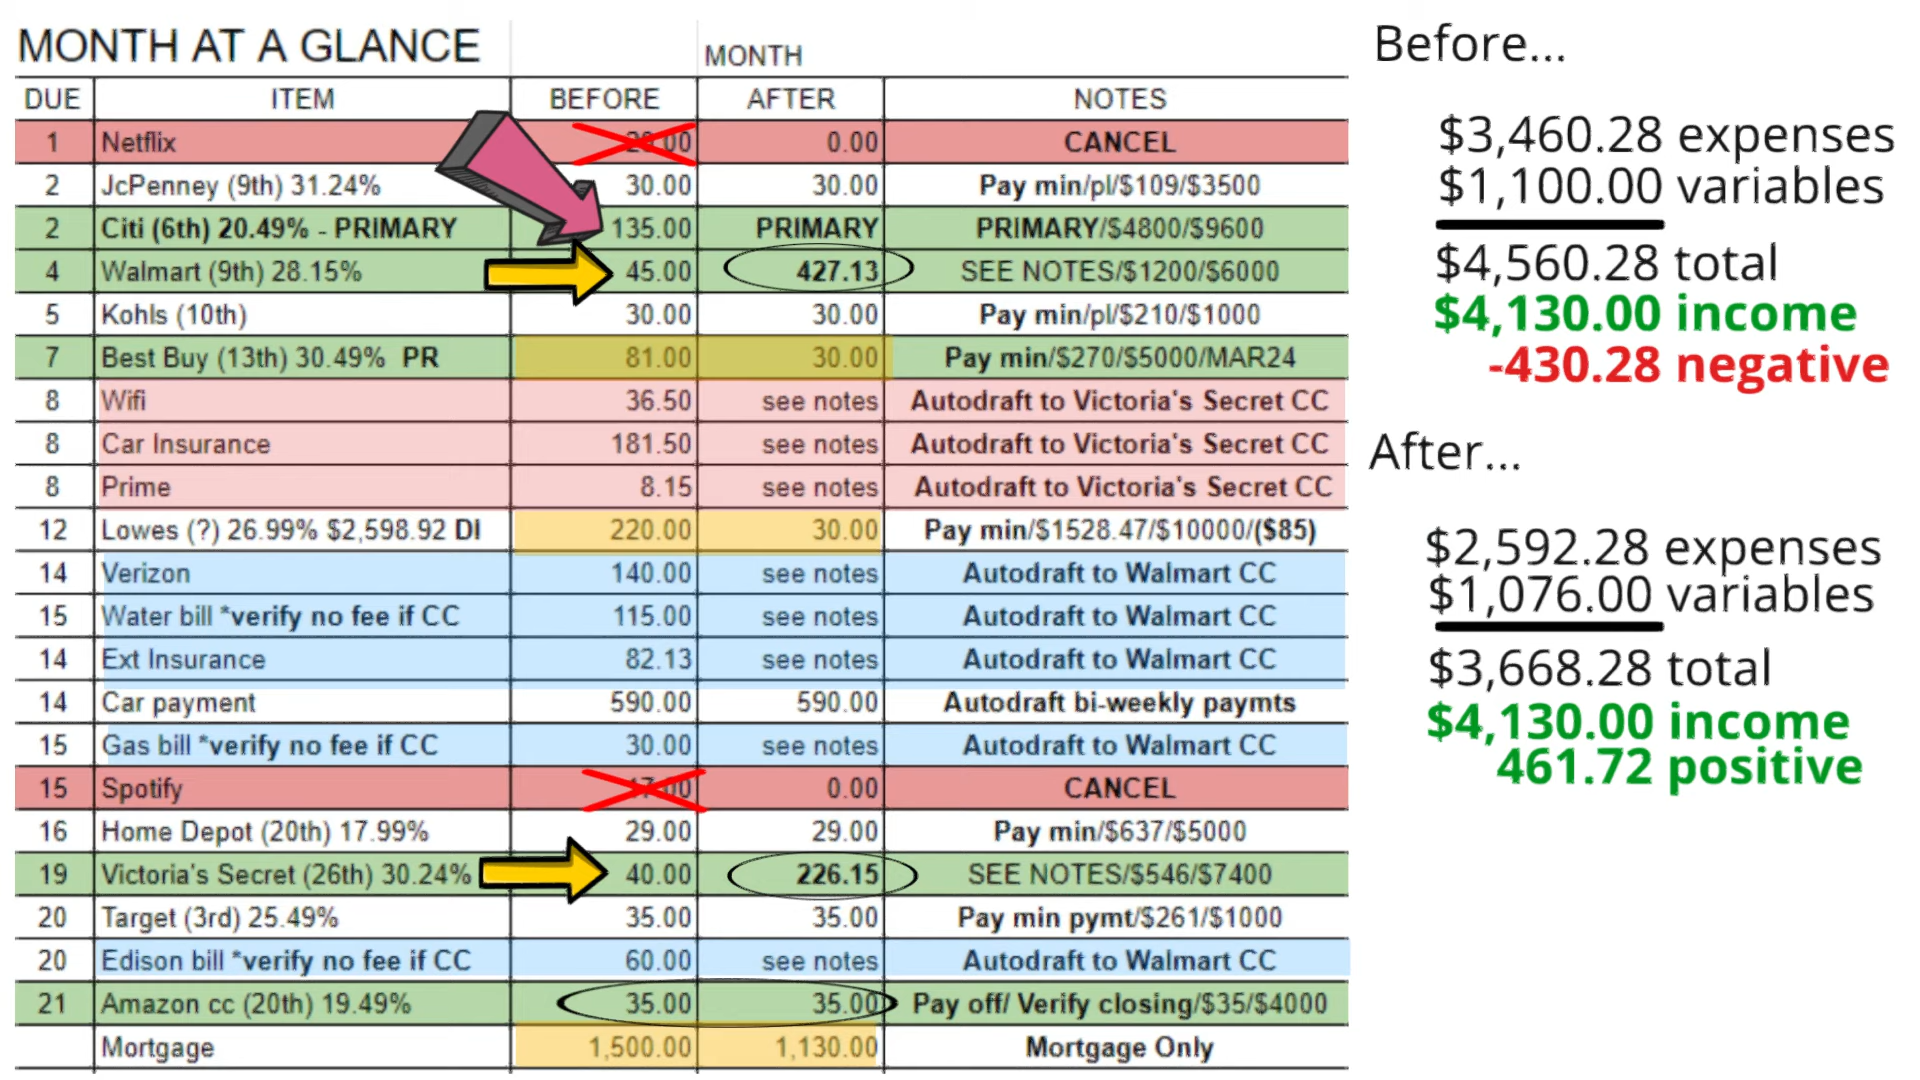 MONTH AT A GLANCE
MONTH
DUE ITEM BEFORE AFTER NOTES
1 Netflix 0.00 CANCEL
2 JcPenney (9th) 31.24% 30.00 30.00 Pay min/pl/$109/$3500
2 Citi (6th) 20.49% - PRIMARY 135.00 PRIMARY PRIMARY/$4800/$9600
4 Walmart (9th) 28.15% 45.00 427.13 SEE NOTES/$1200/$6000
5 Kohls (10th) 30.00 30.00 Pay min/pl/$210/$1000
7 Best Buy (13th) 30.49% PR 81.00 30.00 Pay min/$270/$5000/MAR24
8 Wifi 36.50 see notes Autodraft to Victoria's Secret CC
8 Car Insurance 181.50 see notes Autodraft to Victoria's Secret CC
8 Prime 8.15 see notes Autodraft to Victoria's Secret CC
12 Lowes (?) 26.99% $2,598.92 DI 220.00 30.00 Pay min/$1528.47/$10000/($85)
14 Verizon 140.00 see notes Autodraft to Walmart CC
15 Water bill *verify no fee if CC 115.00 see notes Autodraft to Walmart CC
14 Ext Insurance 82.13 see notes Autodraft to Walmart CC
14 Car payment 590.00 590.00 Autodraft bi-weekly paymts
15 Gas bill *verify no fee if CC 30.00 see notes Autodraft to Walmart CC
15 Spotify 0.00 CANCEL
16 Home Depot (20th) 17.99% 29.00 29.00 Pay min/$637/$5000
19 Victoria's Secret (26th) 30.24% 40.00 226.15 SEE NOTES/$546/$7400
20 Target (3rd) 25.49% 35.00 35.00 Pay min pymt/$261/$1000
20 Edison bill *verify no fee if CC 60.00 see notes Autodraft to Walmart CC
21 Amazon cc (20th) 19.49% 35.00 35.00 Pay off/ Verify closing/$35/$4000
Mortgage 1,500.00 1,130.00 Mortgage Only
Before...
$3,460.28 expenses
$1,100.00 variables
$4,560.28 total
$4,130.00 income
-430.28 negative
After...
$2,592.28 expenses
$1,076.00 variables
$3,668.28 total
$4,130.00 income
461.72 positive